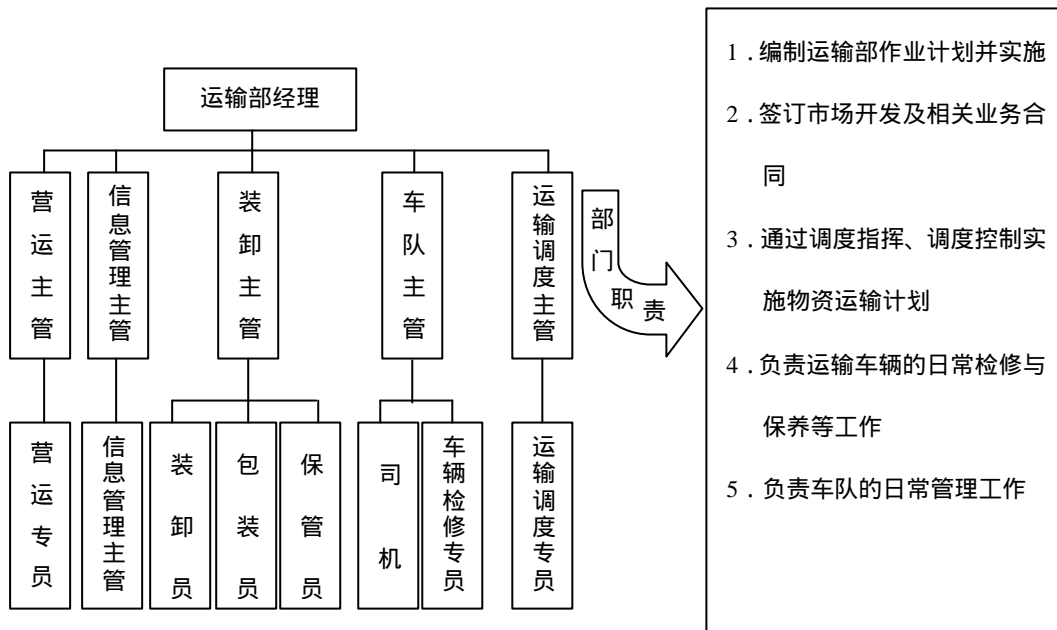 运输部经理
营运主管
信息管理主管
装卸主管
车队主管
运输调度主管
营运专员
信息管理主管
装卸员
包装员
保管员
司机
车辆检修专员
运输调度专员
部门职责
1．编制运输部作业计划并实施
2．签订市场开发及相关业务合
同
3．通过调度指挥、调度控制实
施物资运输计划
4．负责运输车辆的日常检修与
保养等工作
5．负责车队的日常管理工作